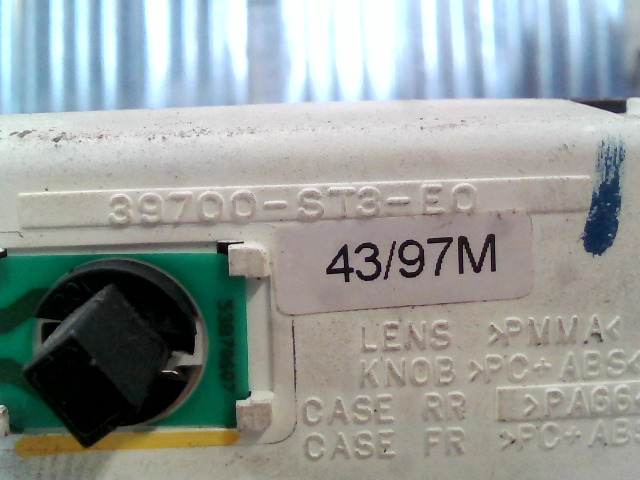 39700-ST3-E0
43/97M
LENS >PMMA<
KNOB >PC+ABS<
CASE RR >PA66
CASE FR >PC+ABS